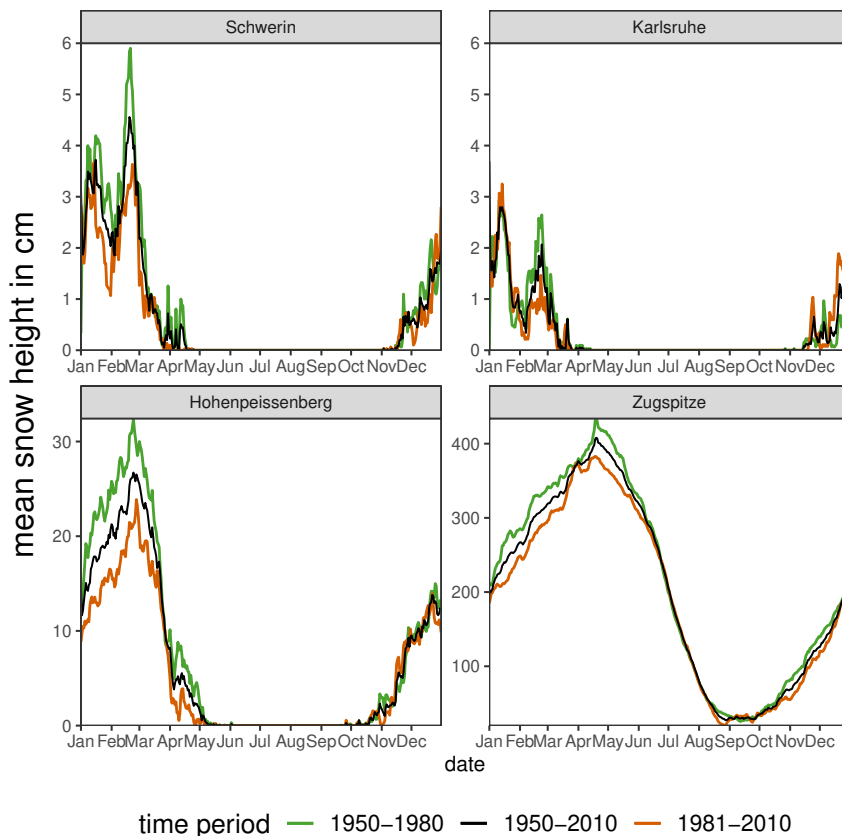 Schwerin
Karlsruhe
mean snow height in cm
6
5
4
3
2
1
0
Jan Feb Mar Apr May Jun Jul Aug Sep Oct Nov Dec
6
5
4
3
2
1
0
Jan Feb Mar Apr May Jun Jul Aug Sep Oct Nov Dec
Hohenpeissenberg
Zugspitze
30
20
10
0
Jan Feb Mar Apr May Jun Jul Aug Sep Oct Nov Dec
400
300
200
100
Jan Feb Mar Apr May Jun Jul Aug Sep Oct Nov Dec
date
time period 1950−1980 1950−2010 1981−2010